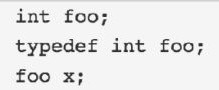 int foo;
typedef int foo;
foo x;